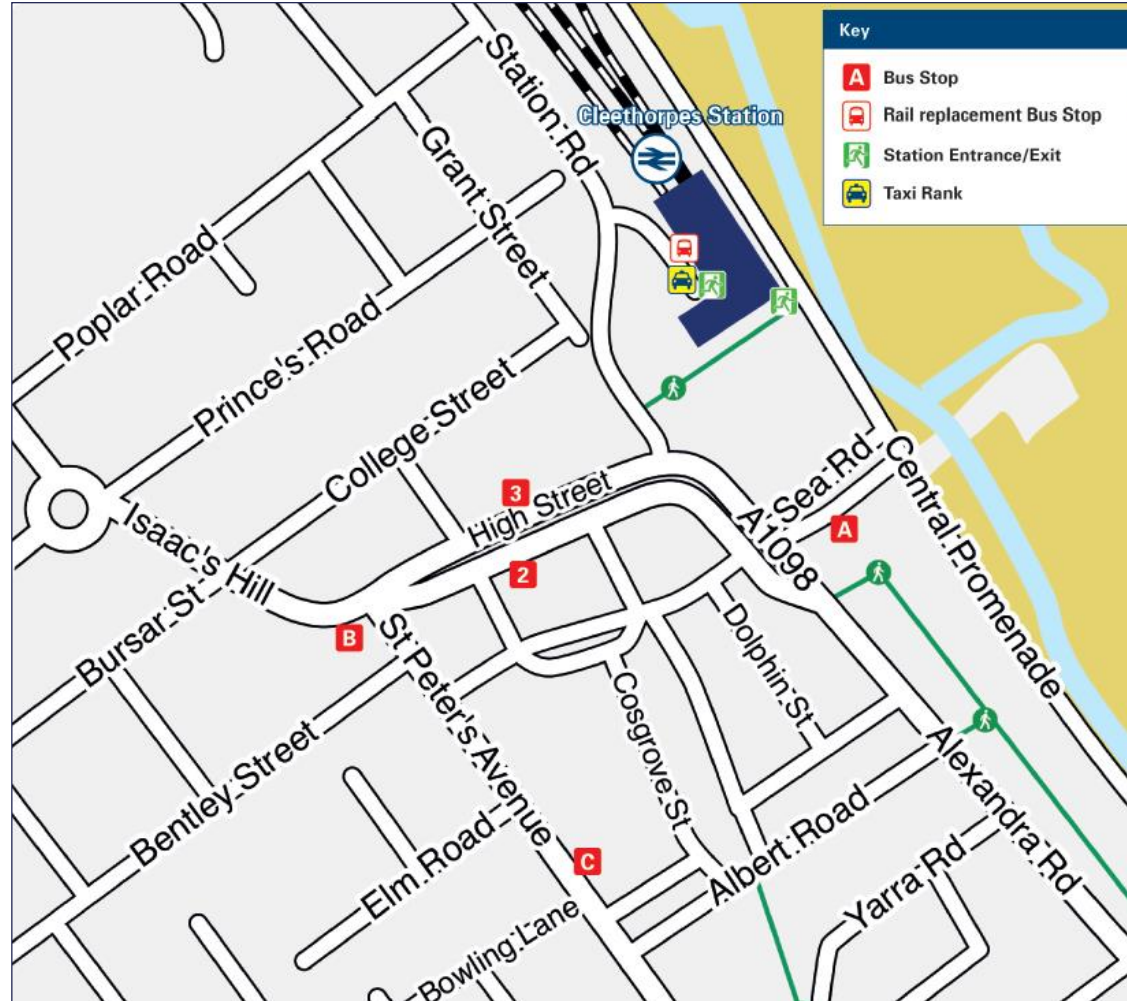 Key
A Bus Stop
Rail replacement Bus Stop
Station Entrance/Exit
Taxi Rank
Cleethorpes Station
Station Rd
Grant Street
Poplar Road
Prince's Road
College Street
High Street
3
2
Isaac's Hill
Bursar St
B
St Peter's Avenue
Bentley Street
Elm Road
C
Bowling Lane
Cosgrove St
Dolphin St
Albert Road
Yarra Rd
Alexandra Rd
A1098
Sea Rd
A
Central Promenade